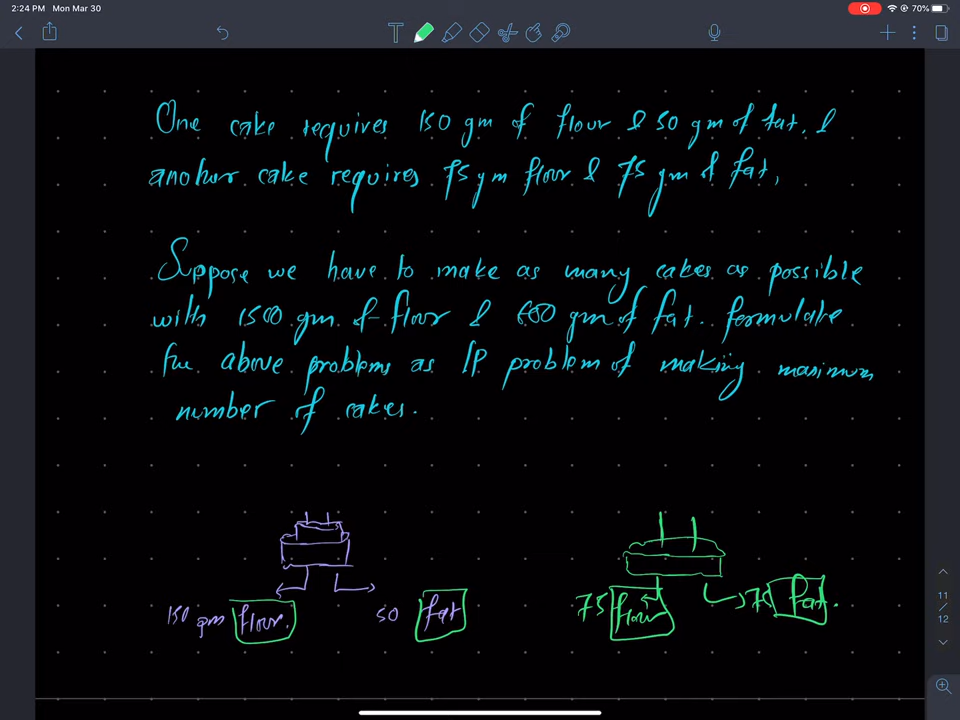 2:24 PM Mon Mar 30
70%
One cake requires 150 gm of flour & 50 gm of fat, &
another cake requires 75 gm flour & 75 gm of fat,
Suppose we have to make as many cakes as possible
with 1500 gm of flour & 600 gm of fat. formulate
the above problems as LP problem of making maximum
number of cakes.
150 gm flour.
50 fat
75 flour
75 fat.
11
/
12